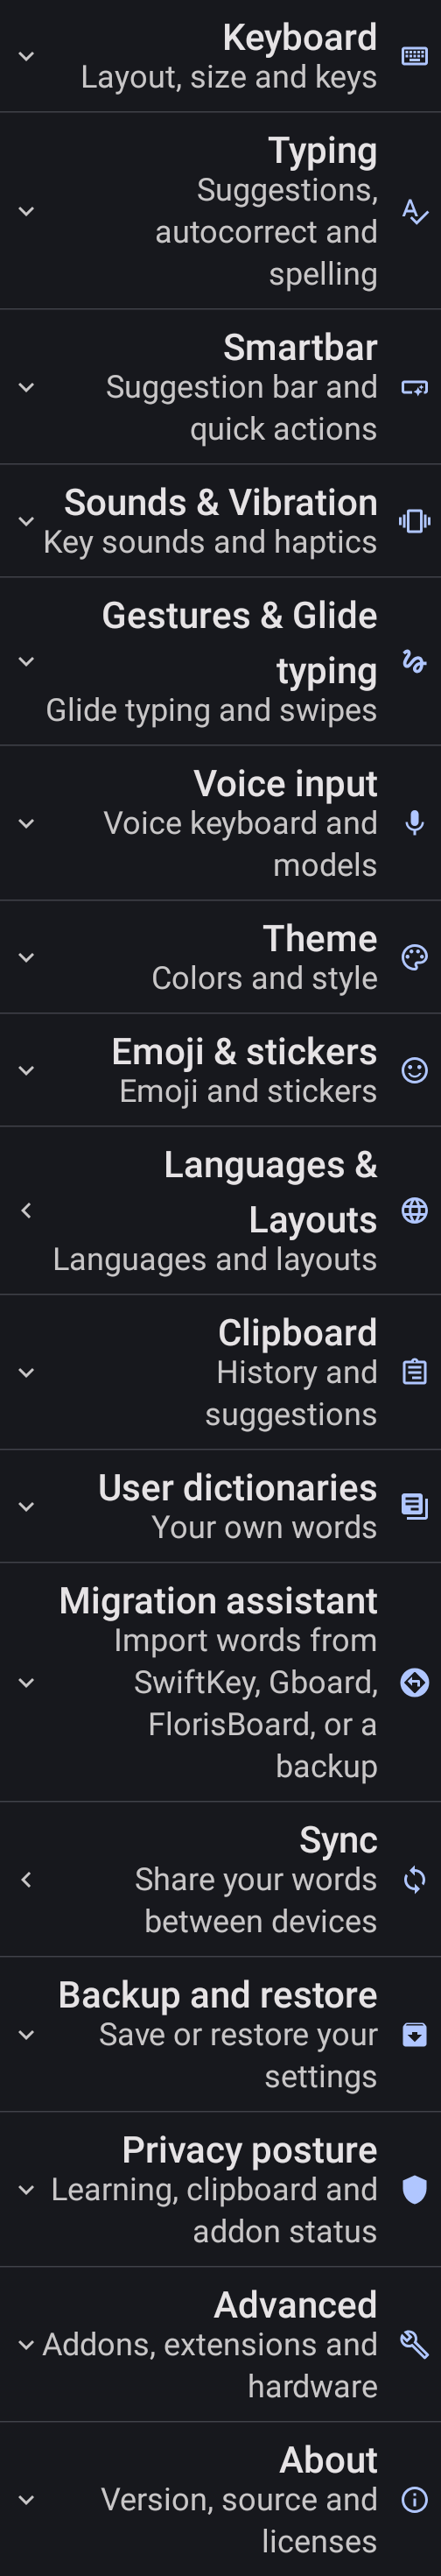 Keyboard
Layout, size and keys
Typing
Suggestions,
autocorrect and
spelling
Smartbar
Suggestion bar and
quick actions
Sounds & Vibration
Key sounds and haptics
Gestures & Glide
typing
Glide typing and swipes
Voice input
Voice keyboard and
models
Theme
Colors and style
Emoji & stickers
Emoji and stickers
Languages &
Layouts
Languages and layouts
Clipboard
History and
suggestions
User dictionaries
Your own words
Migration assistant
Import words from
SwiftKey, Gboard,
FlorisBoard, or a
backup
Sync
Share your words
between devices
Backup and restore
Save or restore your
settings
Privacy posture
Learning, clipboard and
addon status
Advanced
Addons, extensions and
hardware
About
Version, source and
licenses